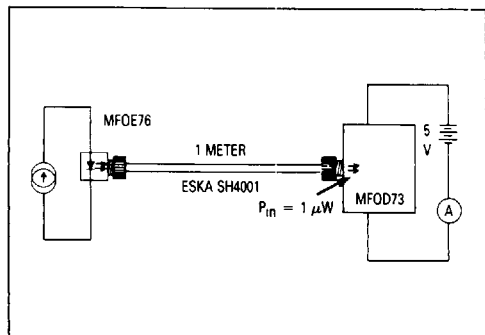 MFOE76
1 METER
ESKA SH4001
Pin = 1 μW
MFOD73
5
V
A